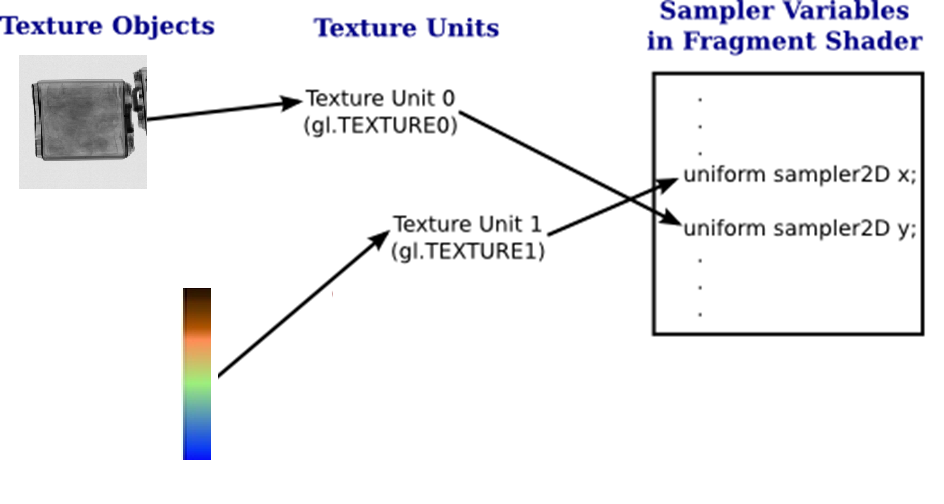 Texture Objects
Texture Units
Sampler Variables
in Fragment Shader
Texture Unit 0
(gl.TEXTURE0)
Texture Unit 1
(gl.TEXTURE1)
.
.
.
uniform sampler2D x;
uniform sampler2D y;
.
.
.